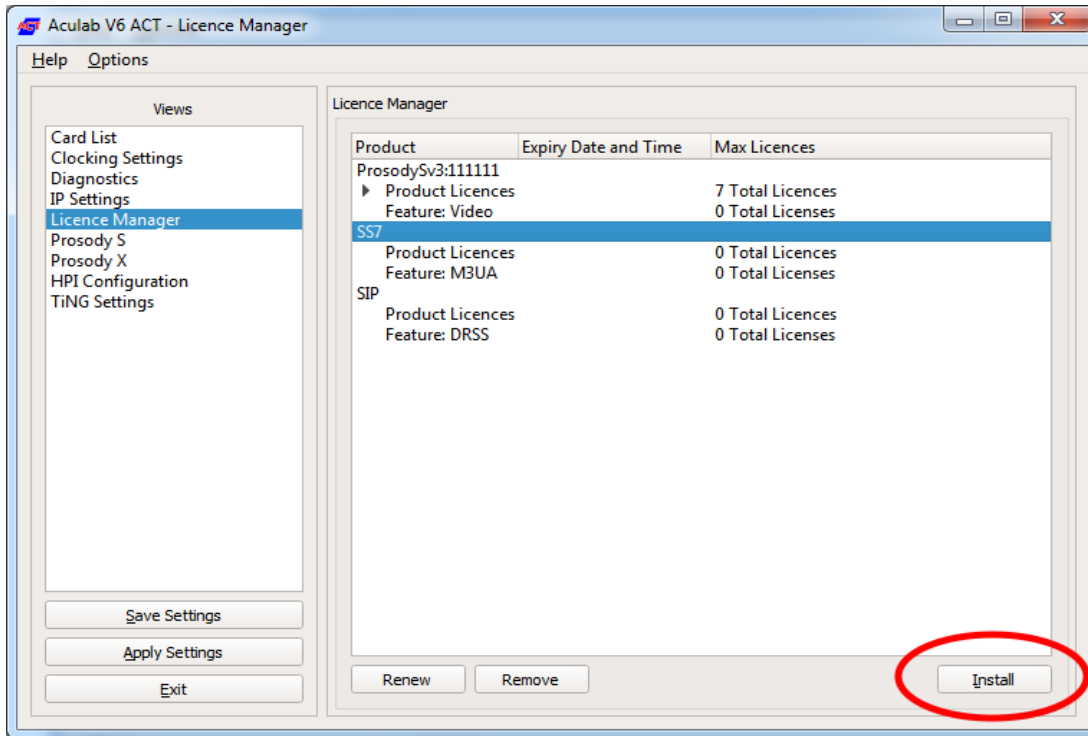 ACT Aculab V6 ACT - Licence Manager
Help Options
Views
Card List
Clocking Settings
Diagnostics
IP Settings
Licence Manager
Prosody S
Prosody X
HPI Configuration
TiNG Settings
Save Settings
Apply Settings
Exit
Licence Manager
Product Expiry Date and Time Max Licences
ProsodySv3:111111
Product Licences 7 Total Licences
Feature: Video 0 Total Licenses
SS7
Product Licences 0 Total Licences
Feature: M3UA 0 Total Licenses
SIP
Product Licences 0 Total Licences
Feature: DRSS 0 Total Licenses
Renew Remove Install